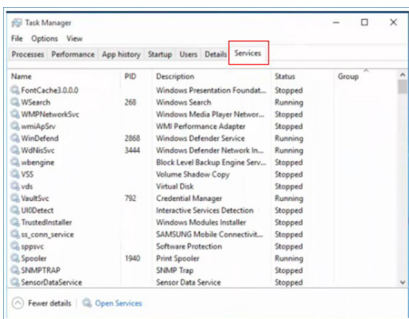 Task Manager
File Options View
Processes Performance App history Startup Users Details Services
Name PID Description Status Group
FontCache3.0.0.0 Windows Presentation Foundat... Stopped
WSearch 268 Windows Search Running
WMPNetworkSvc Windows Media Player Networ... Stopped
wmiApSrv WMI Performance Adapter Stopped
WinDefend 2868 Windows Defender Service Running
WdNisSvc 3444 Windows Defender Network In... Running
wbengine Block Level Backup Engine Serv... Stopped
VSS Volume Shadow Copy Stopped
vds Virtual Disk Stopped
VaultSvc 792 Credential Manager Running
UI0Detect Interactive Services Detection Stopped
TrustedInstaller Windows Modules Installer Stopped
ss_conn_service SAMSUNG Mobile Connectivit... Stopped
sppsvc Software Protection Stopped
Spooler 1940 Print Spooler Running
SNMPTRAP SNMP Trap Stopped
SensorDataService Sensor Data Service Stopped
Fewer details Open Services